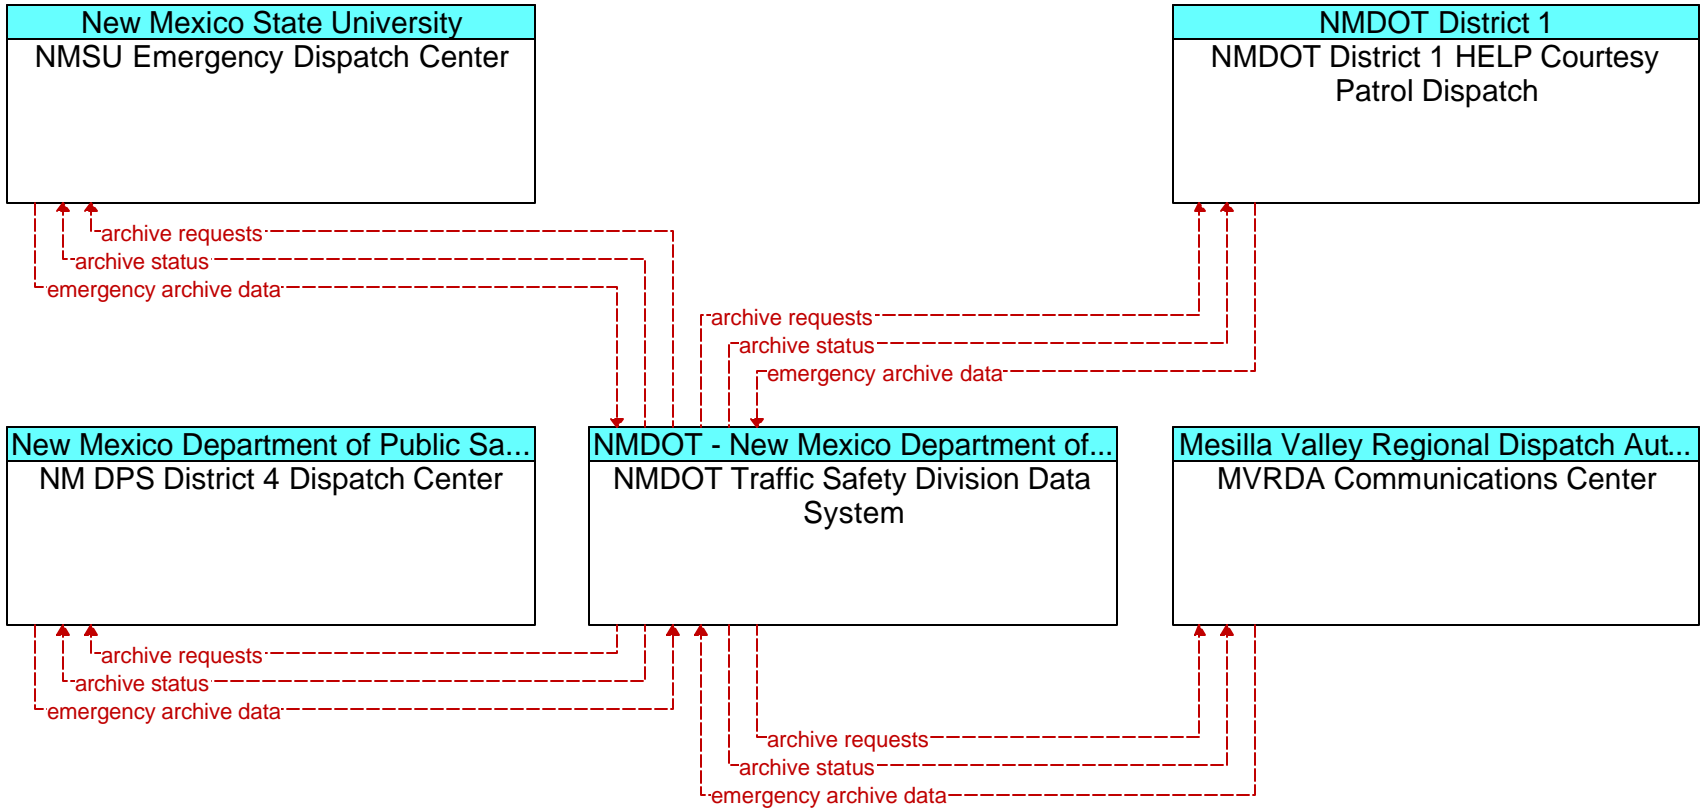 New Mexico State University
NMSU Emergency Dispatch Center
NMDOT District 1
NMDOT District 1 HELP Courtesy
Patrol Dispatch
archive requests
archive status
emergency archive data
archive requests
archive status
emergency archive data
New Mexico Department of Public Sa...
NM DPS District 4 Dispatch Center
NMDOT - New Mexico Department of...
NMDOT Traffic Safety Division Data
System
Mesilla Valley Regional Dispatch Aut...
MVRDA Communications Center
archive requests
archive status
emergency archive data
archive requests
archive status
emergency archive data